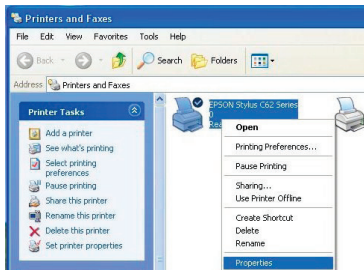 Printers and Faxes
File Edit View Favorites Tools Help
Back Search Folders
Address Printers and Faxes
Printer Tasks
Add a printer
See what's printing
Select printing
preferences
Pause printing
Share this printer
Rename this printer
Delete this printer
Set printer properties
EPSON Stylus C62 Series
0
Rea
Open
Printing Preferences...
Pause Printing
Sharing...
Use Printer Offline
Create Shortcut
Delete
Rename
Properties